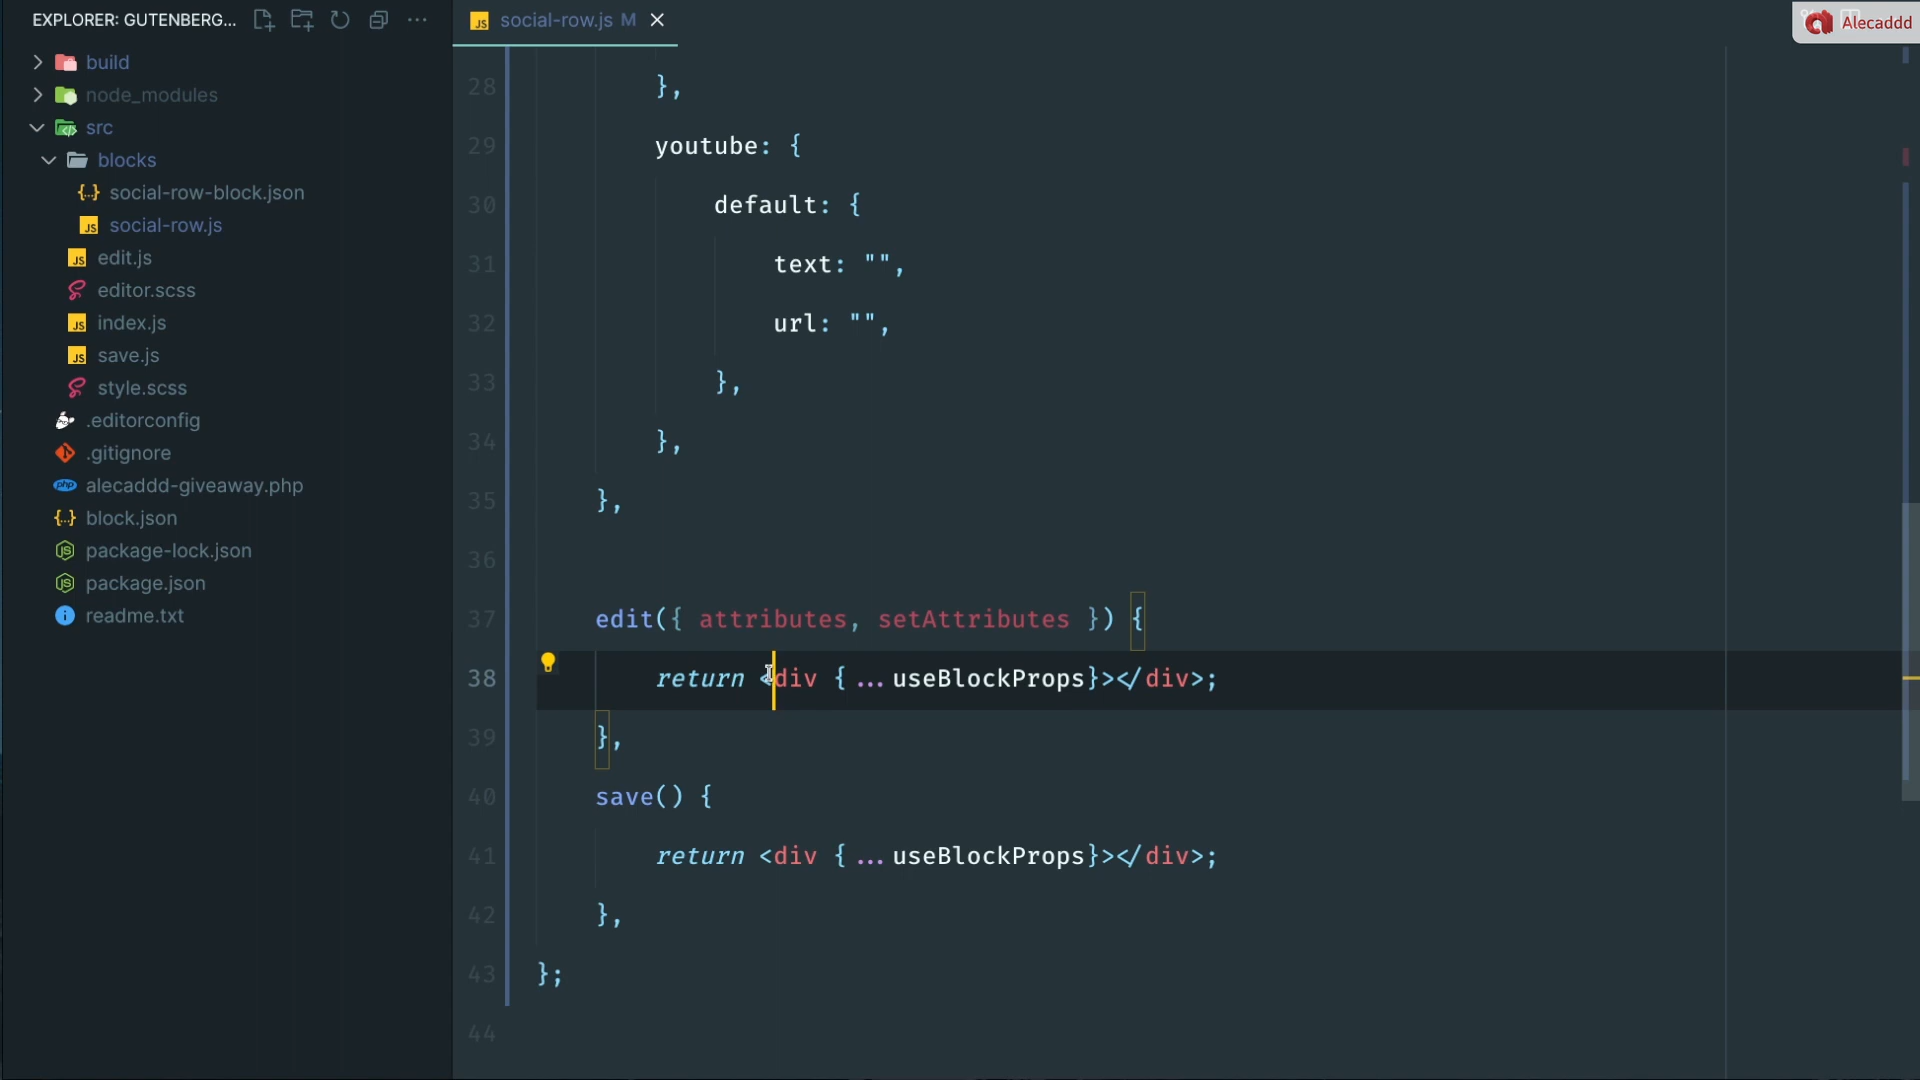 EXPLORER: GUTENBERG...
build
node_modules
src
blocks
social-row-block.json
social-row.js
edit.js
editor.scss
index.js
save.js
style.scss
.editorconfig
.gitignore
alecaddd-giveaway.php
block.json
package-lock.json
package.json
readme.txt
JS social-row.js M
Alecaddd
28 },
29 youtube: {
30 default: {
31 text: "",
32 url: "",
33 },
34 },
35 },
36
37 edit({ attributes, setAttributes }) {
38 return <div {...useBlockProps}></div>;
39 },
40 save() {
41 return <div {...useBlockProps}></div>;
42 },
43 };
44